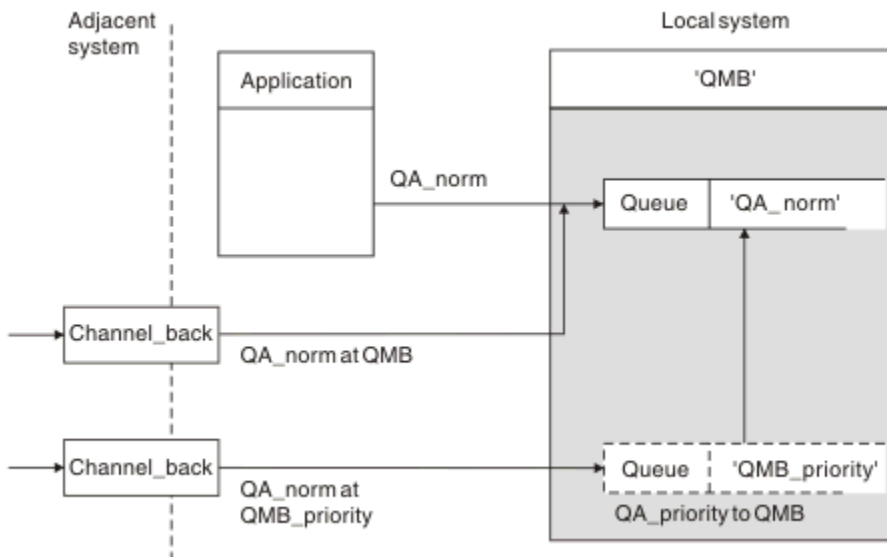 Adjacent
system
Local system
Application
'QMB'
QA_norm
Queue 'QA_norm'
Channel_back
QA_norm at QMB
Channel_back
QA_norm at
QMB_priority
Queue 'QMB_priority'
QA_priority to QMB